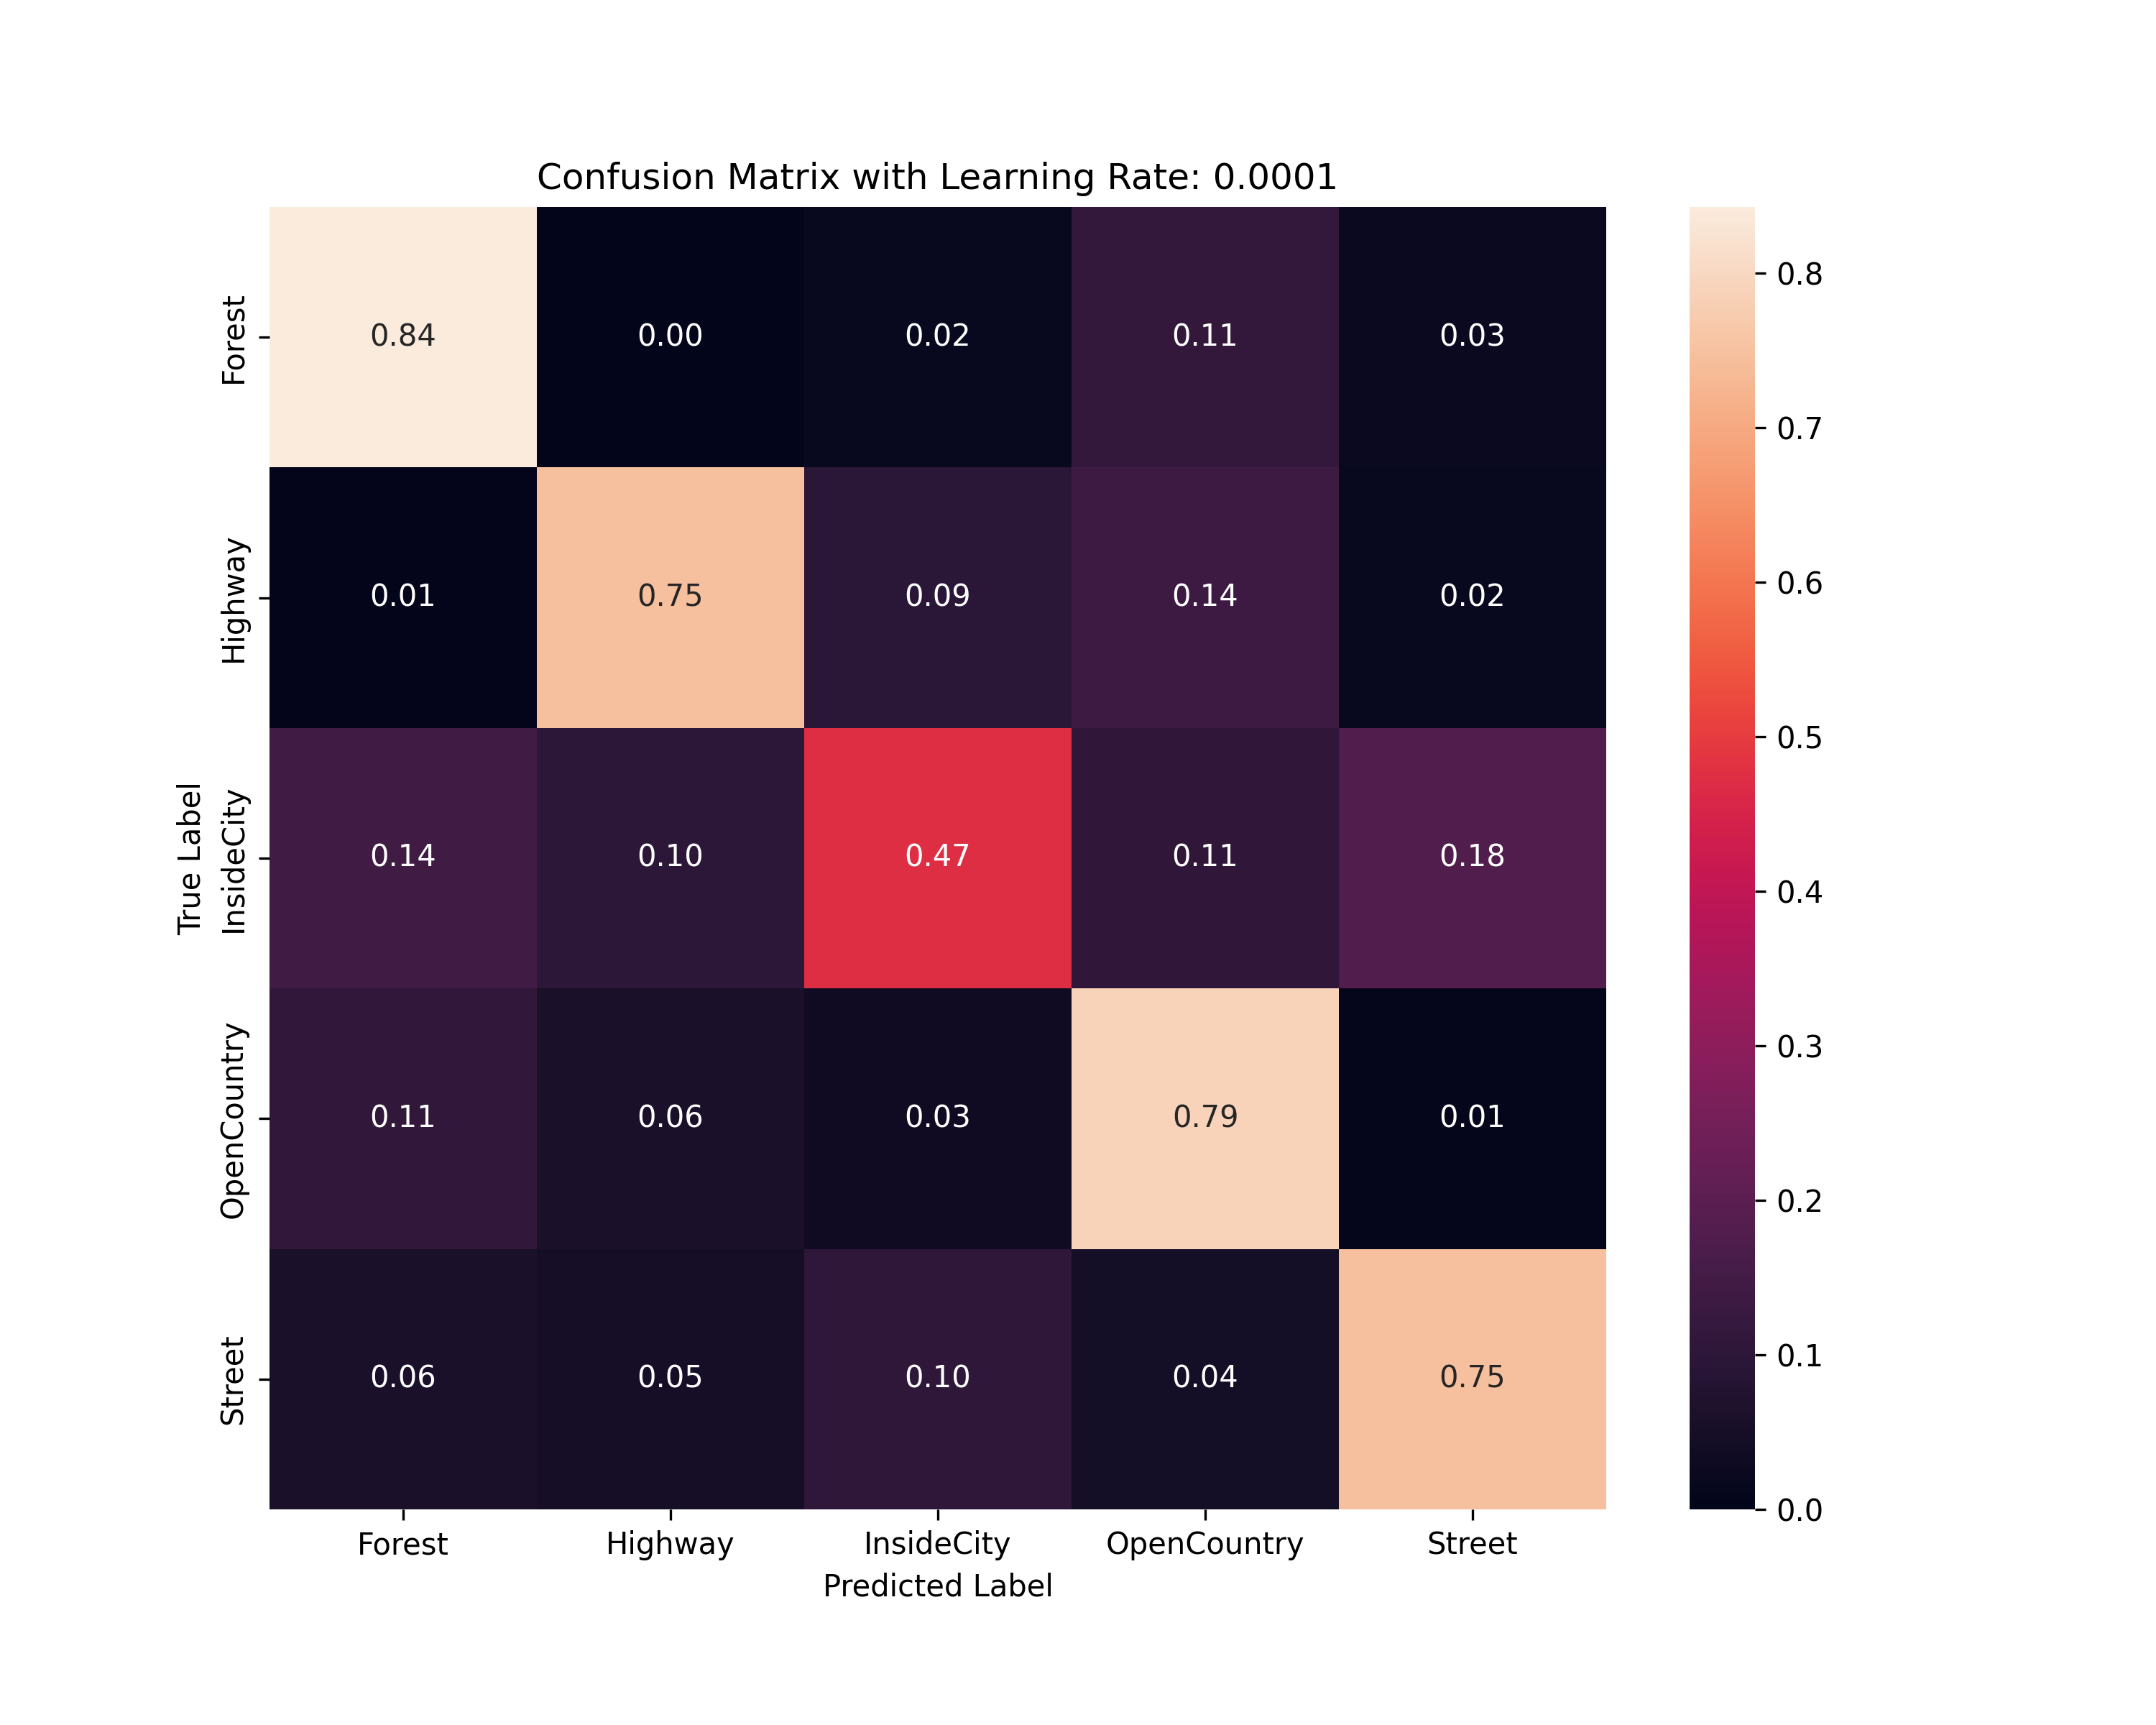 Confusion Matrix with Learning Rate: 0.0001
True Label
Forest
0.84 0.00 0.02 0.11 0.03
Highway
0.01 0.75 0.09 0.14 0.02
InsideCity
0.14 0.10 0.47 0.11 0.18
OpenCountry
0.11 0.06 0.03 0.79 0.01
Street
0.06 0.05 0.10 0.04 0.75
Forest Highway InsideCity OpenCountry Street
Predicted Label
0.8
0.7
0.6
0.5
0.4
0.3
0.2
0.1
0.0